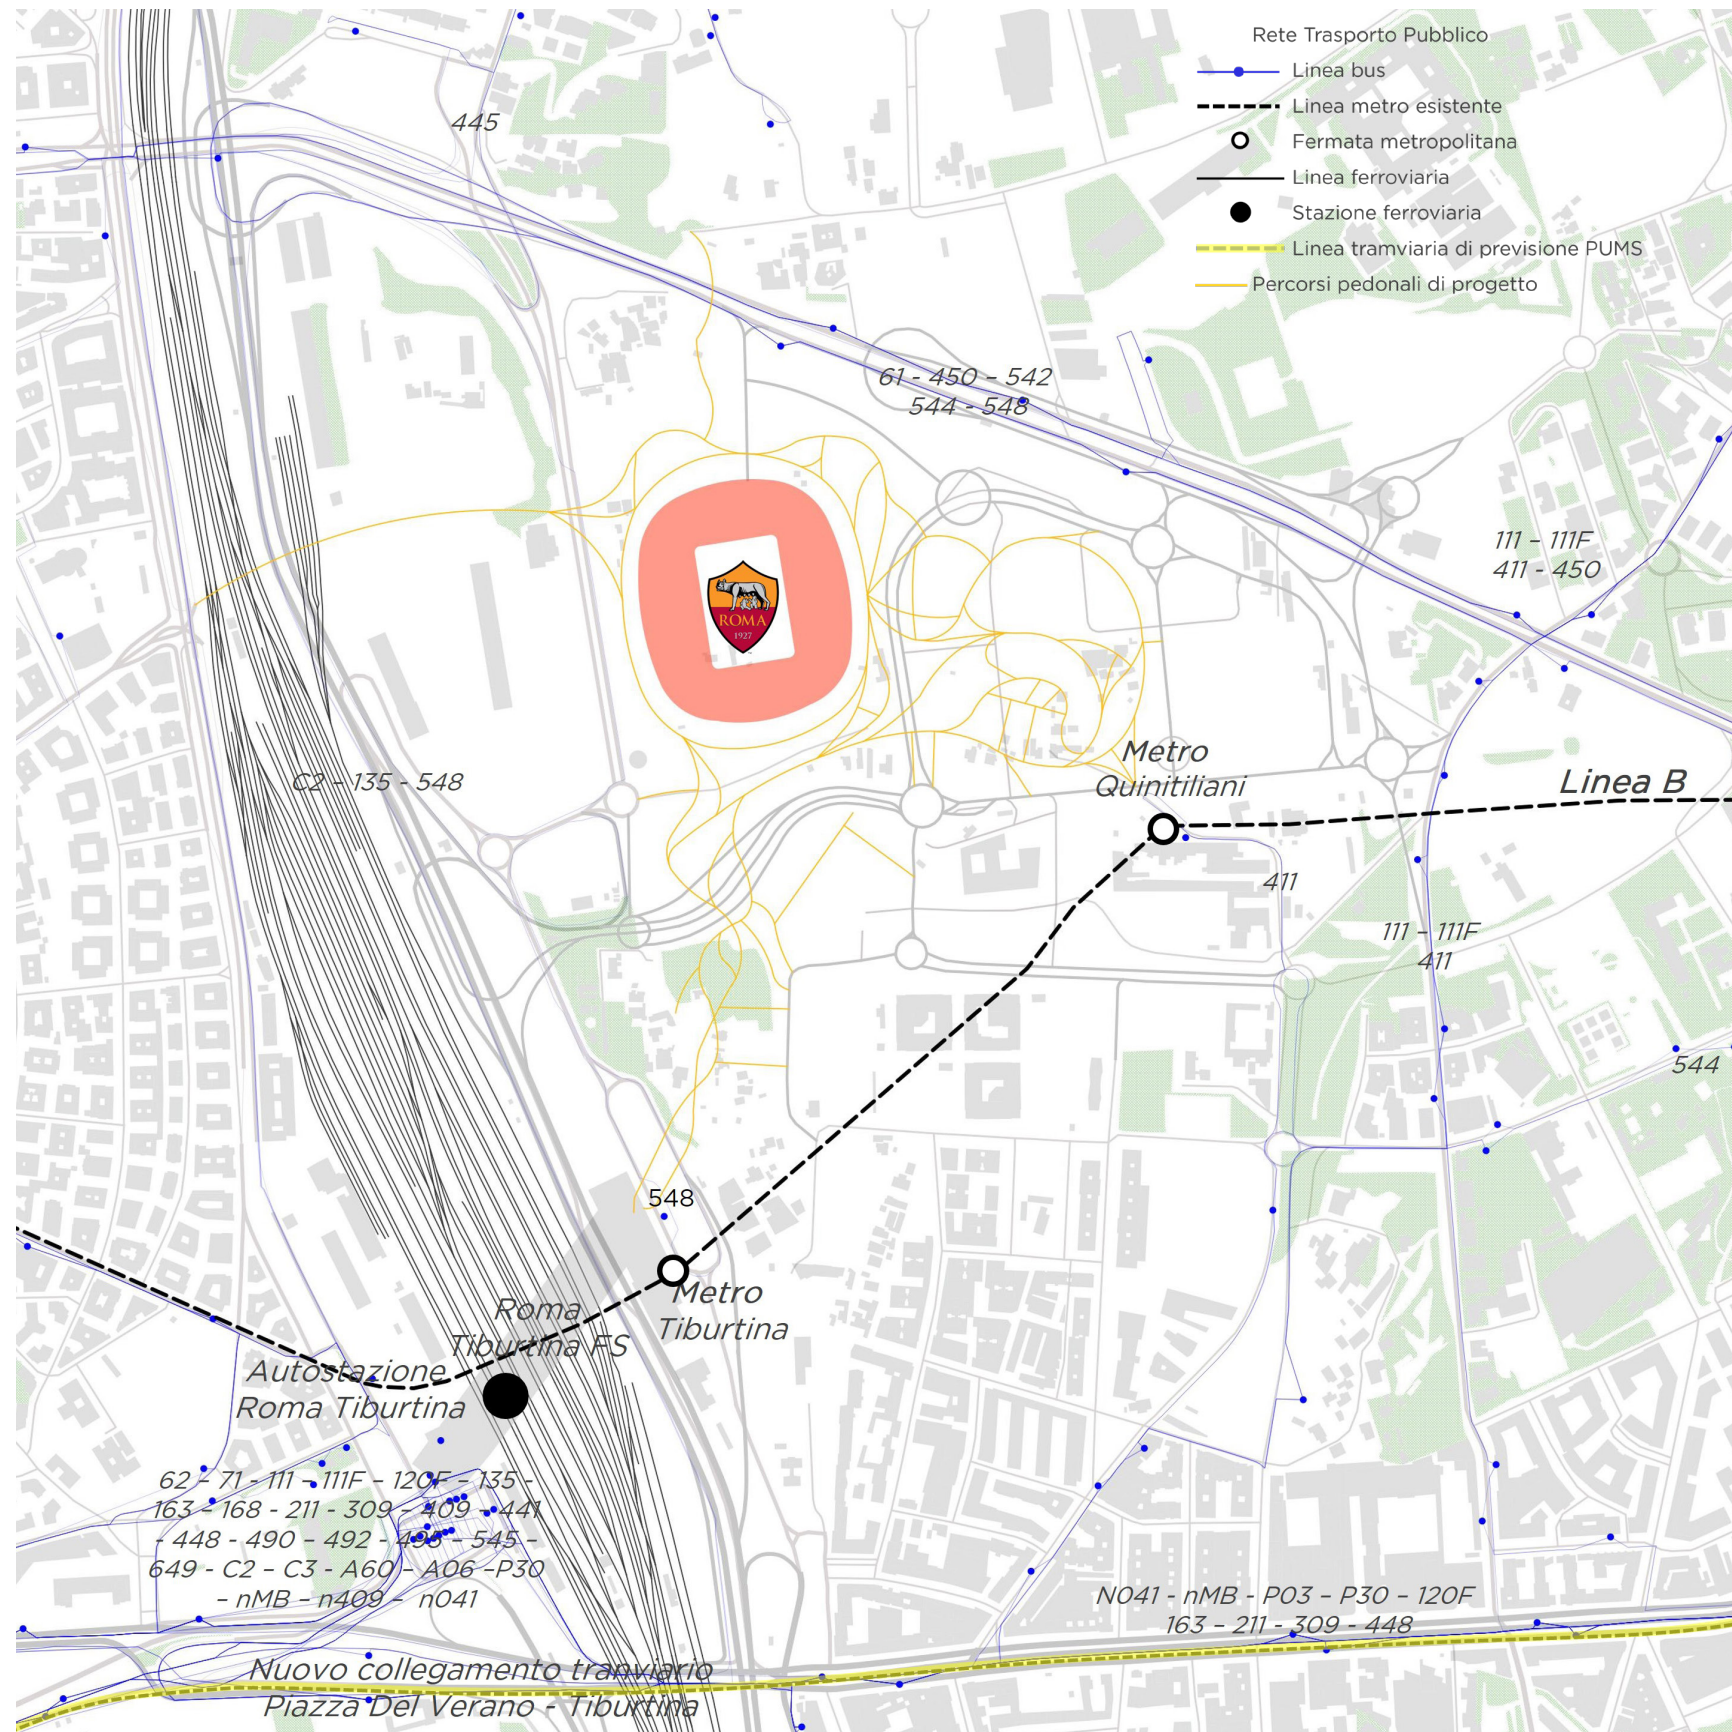 Rete Trasporto Pubblico
Linea bus
Linea metro esistente
Fermata metropolitana
Linea ferroviaria
Stazione ferroviaria
Linea tramviaria di previsione PUMS
Percorsi pedonali di progetto
445
61 - 450 – 542
544 - 548
111 – 111F
411 - 450
ROMA
1927
C2 – 135 - 548
Metro
Quinitiliani
Linea B
411
111 – 111F
411
544
548
Metro
Tiburtina
Roma
Tiburtina FS
Autostazione
Roma Tiburtina
62 – 71 - 111 – 111F – 120F – 135 -
163 – 168 - 211 - 309 – 409 – 441
- 448 - 490 – 492 - 495 – 545 –
649 - C2 – C3 - A60 – A06 –P30
– nMB – n409 – n041
N041 - nMB - P03 – P30 – 120F
163 - 211 - 309 - 448
Nuovo collegamento tranviario
Piazza Del Verano - Tiburtina